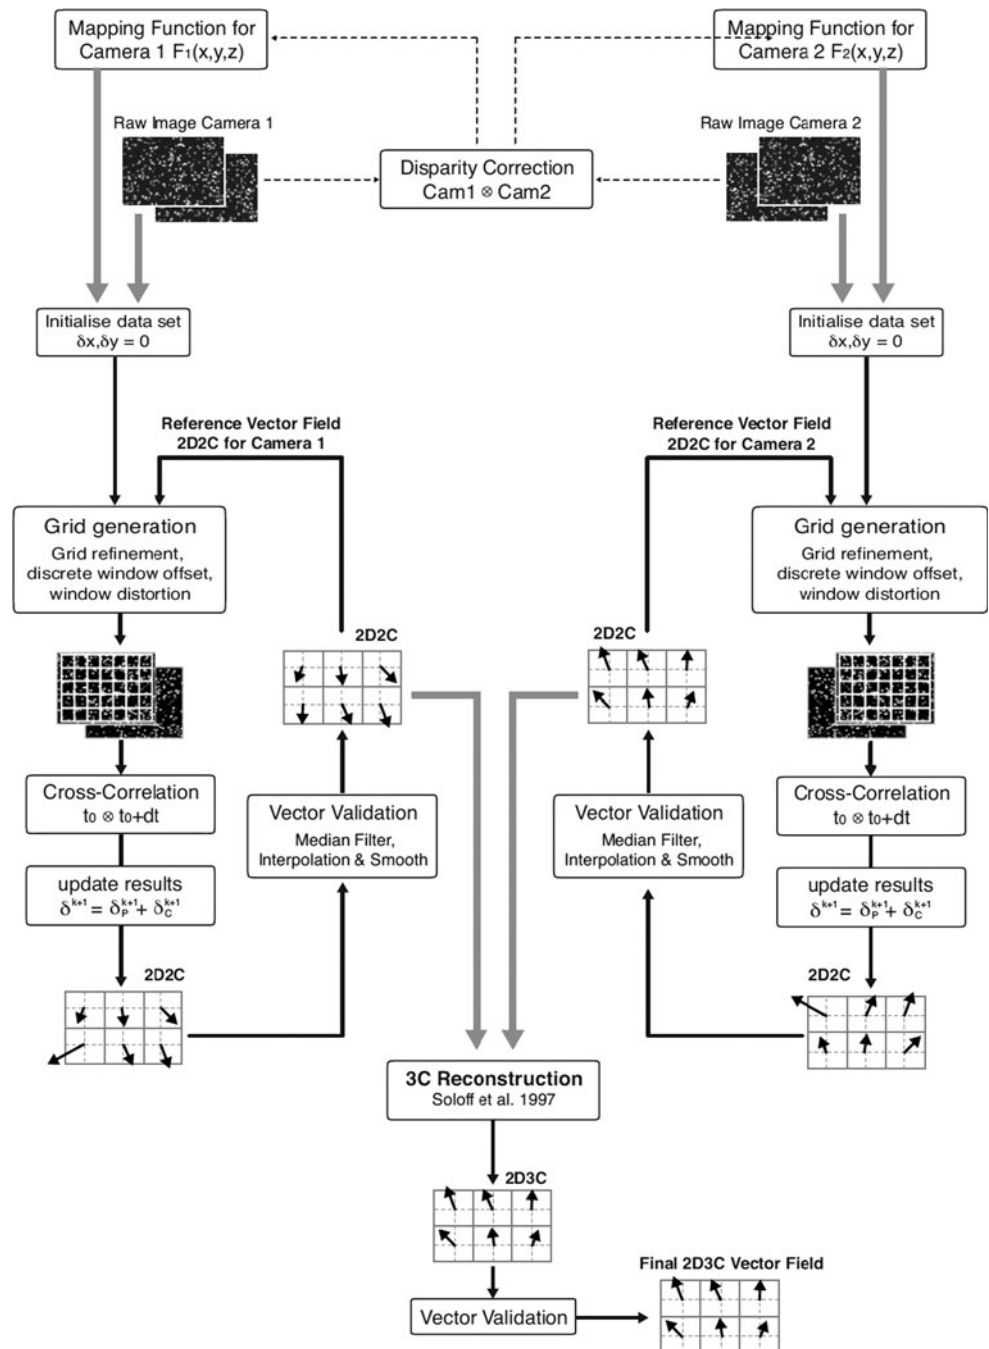 Mapping Function for
Camera 1 F₁(x,y,z)
Mapping Function for
Camera 2 F₂(x,y,z)
Raw Image Camera 1
Raw Image Camera 2
Disparity Correction
Cam1 ⊗ Cam2
Initialise data set
δx,δy = 0
Initialise data set
δx,δy = 0
Reference Vector Field
2D2C for Camera 1
Reference Vector Field
2D2C for Camera 2
Grid generation
Grid refinement,
discrete window offset,
window distortion
Grid generation
Grid refinement,
discrete window offset,
window distortion
2D2C
2D2C
Cross-Correlation
t₀ ⊗ t₀+dt
Vector Validation
Median Filter,
Interpolation & Smooth
Vector Validation
Median Filter,
Interpolation & Smooth
Cross-Correlation
t₀ ⊗ t₀+dt
update results
δ^{k+1} = δ_P^{k+1} + δ_C^{k+1}
update results
δ^{k+1} = δ_P^{k+1} + δ_C^{k+1}
2D2C
2D2C
3C Reconstruction
Soloff et al. 1997
2D3C
Final 2D3C Vector Field
Vector Validation